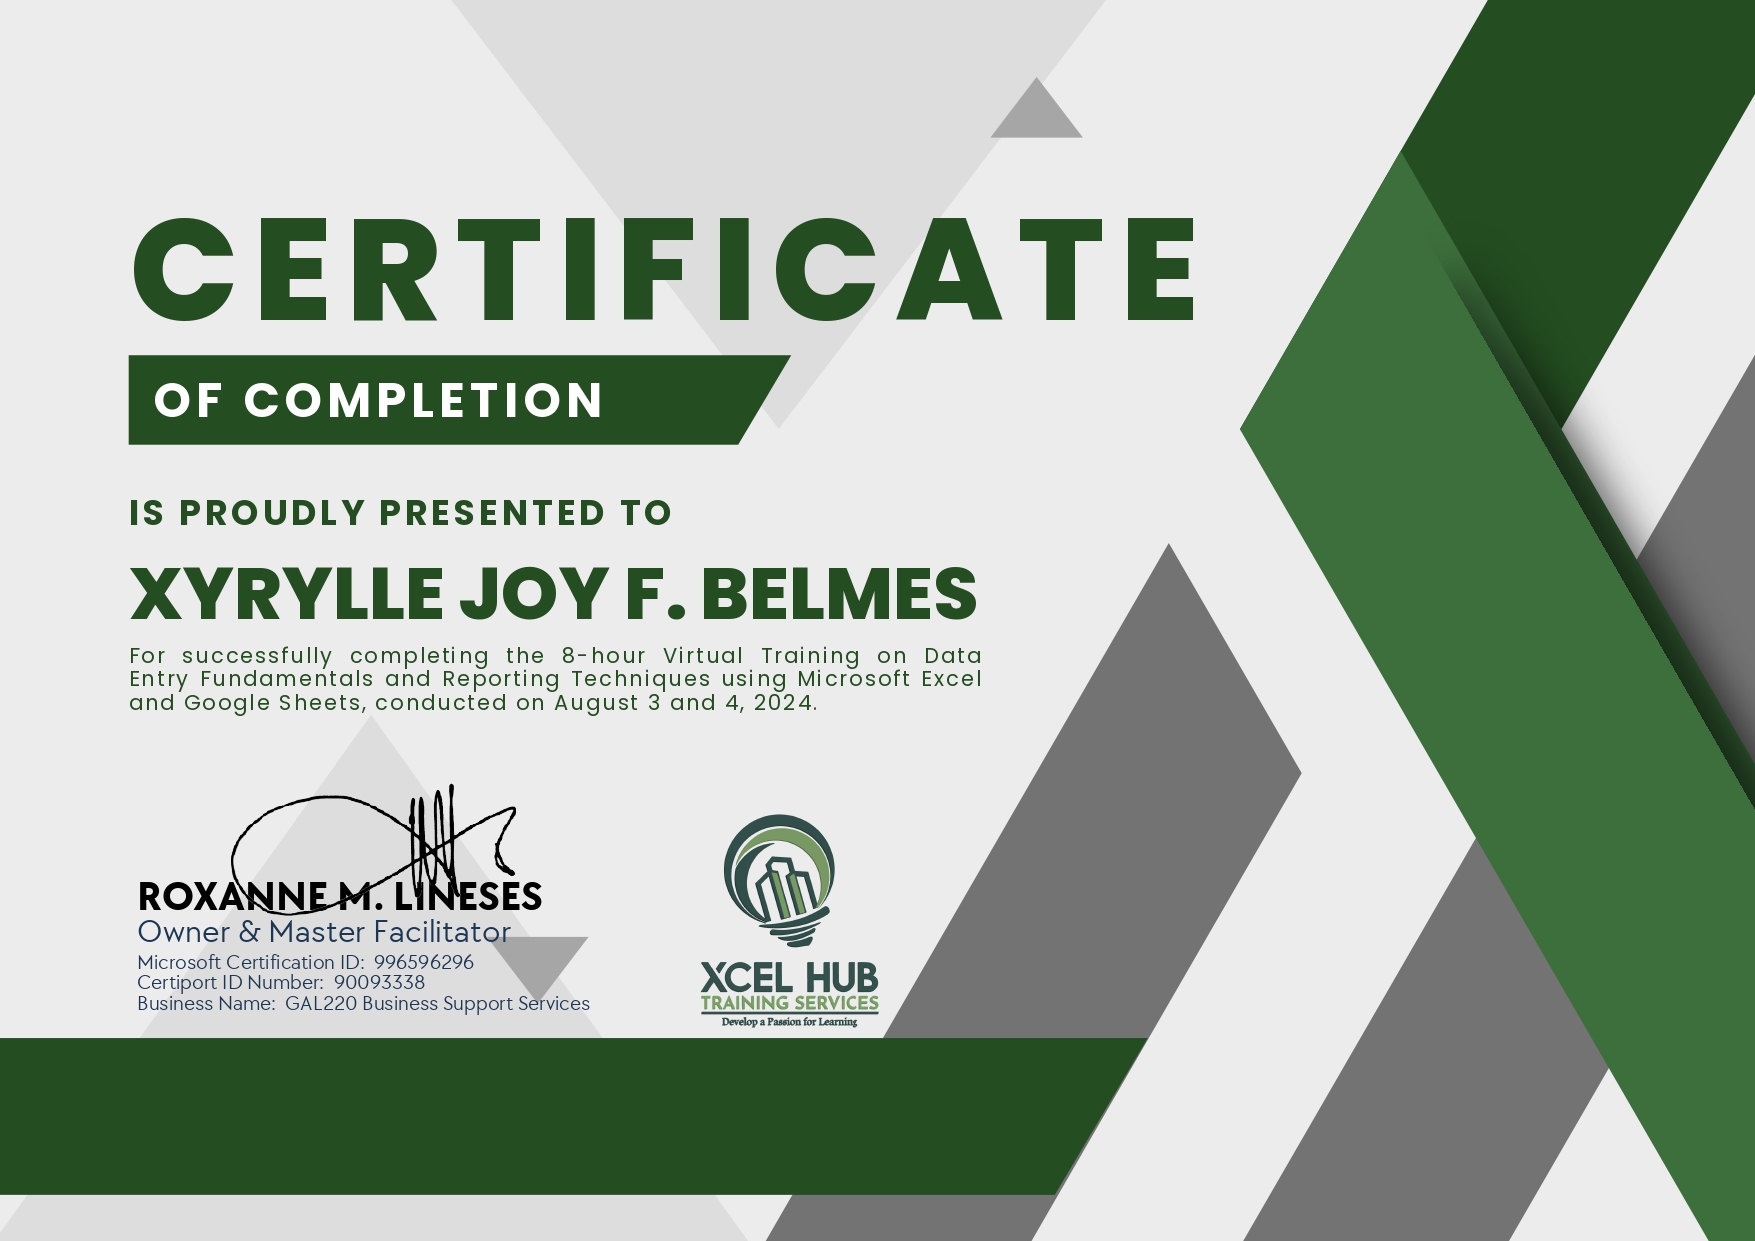 CERTIFICATE
OF COMPLETION
IS PROUDLY PRESENTED TO
XYRYLLE JOY F. BELMES
For successfully completing the 8-hour Virtual Training on Data
Entry Fundamentals and Reporting Techniques using Microsoft Excel
and Google Sheets, conducted on August 3 and 4, 2024.
ROXANNE M. LINESES
Owner & Master Facilitator
Microsoft Certification ID: 996596296
Certiport ID Number: 90093338
Business Name: GAL220 Business Support Services
XCEL HUB
TRAINING SERVICES
Develop a Passion for Learning